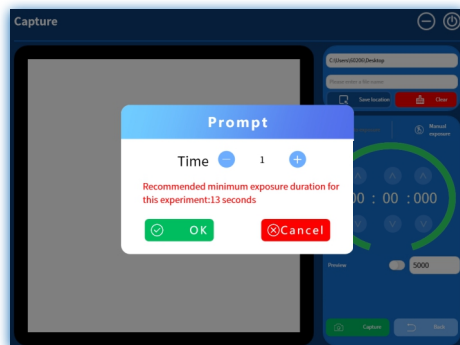 Capture
C:\Users\GODX\Desktop
Please enter a file name
Save location
Clear
Manual
exposure
Prompt
Time
1
Recommended minimum exposure duration for
this experiment:13 seconds
OK
Cancel
00 : 00 : 000
Preview
5000
Capture
Back